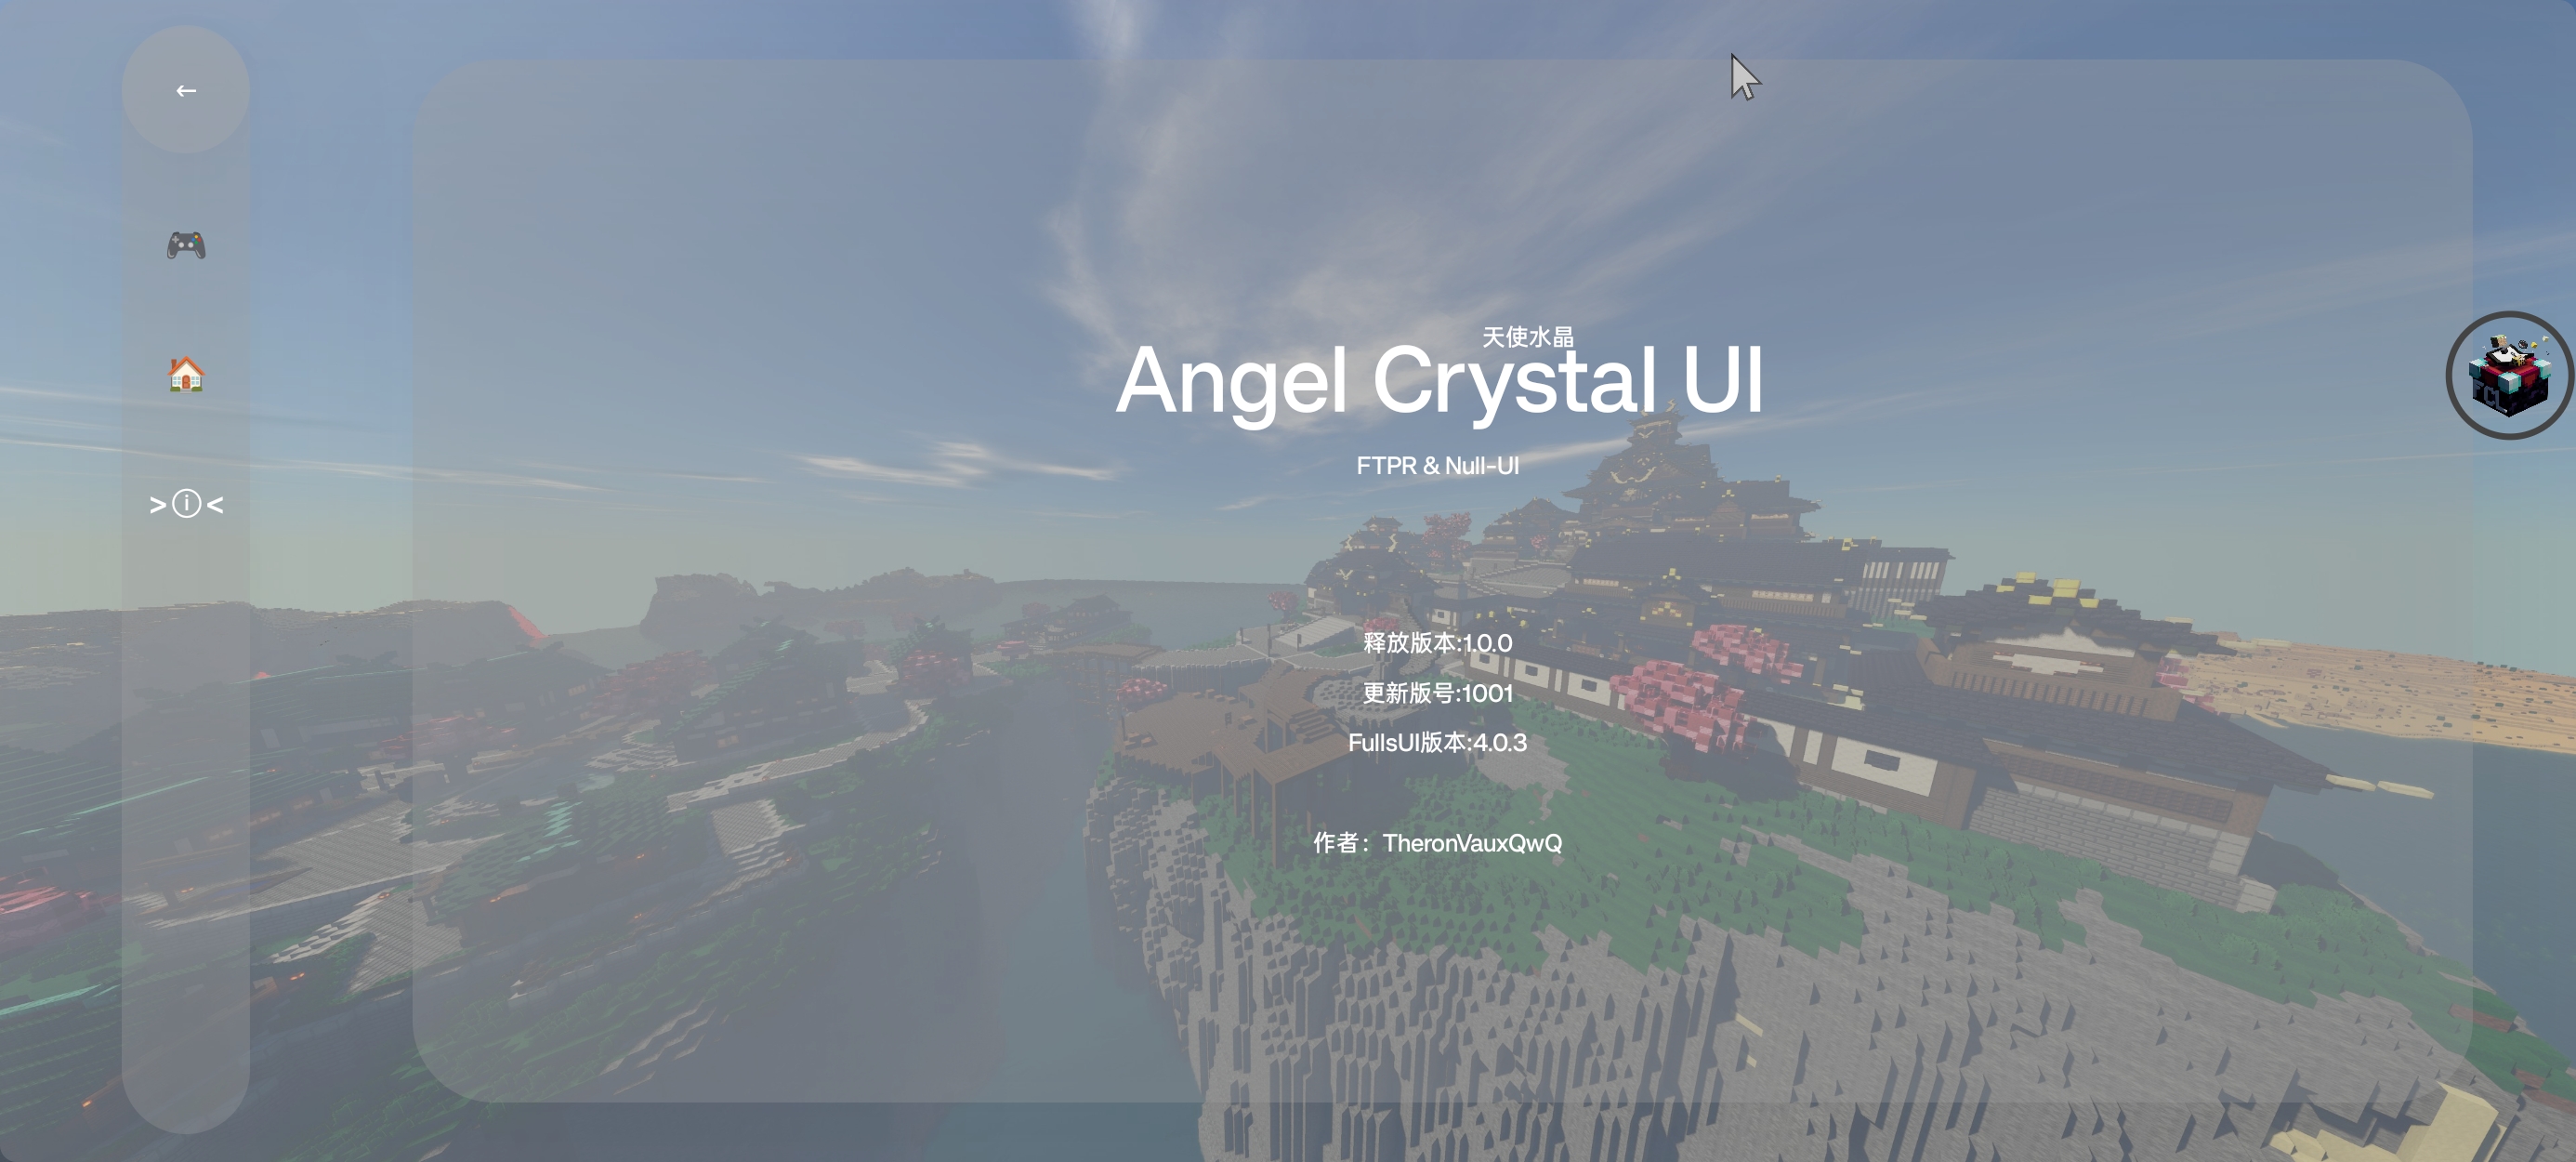 ←
>ⓘ<
天使水晶
Angel Crystal UI
FTPR & Null-UI
释放版本:1.0.0
更新版号:1001
FullsUI版本:4.0.3
作者：TheronVauxQwQ
FCL